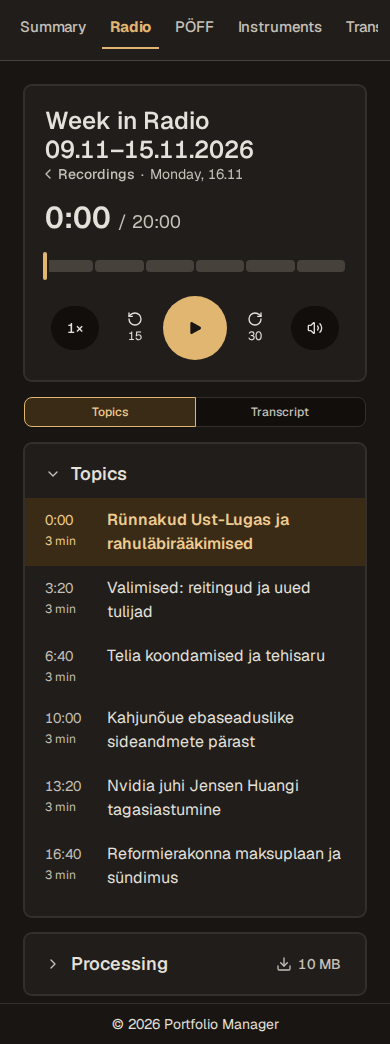 Summary Radio PÖFF Instruments Trans
Week in Radio
09.11–15.11.2026
Recordings · Monday, 16.11
0:00 / 20:00
1× 15 30
Topics Transcript
Topics
0:00 Rünnakud Ust-Lugas ja
3 min rahuläbirääkimised
3:20 Valimised: reitingud ja uued
3 min tulijad
6:40 Telia koondamised ja tehisaru
3 min
10:00 Kahjunõue ebaseaduslike
3 min sideandmete pärast
13:20 Nvidia juhi Jensen Huangi
3 min tagasiastumine
16:40 Reformierakonna maksuplaan ja
3 min sündimus
Processing 10 MB
© 2026 Portfolio Manager